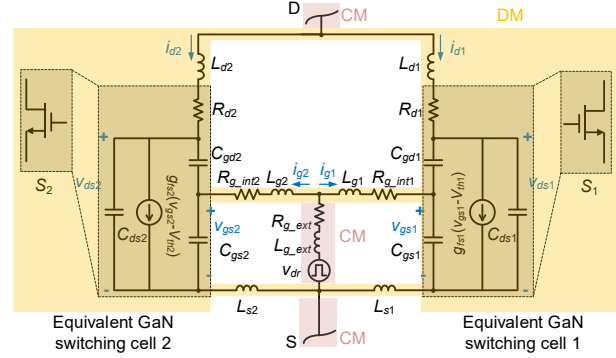 D
CM
DM
i_d2
i_d1
L_d2
L_d1
R_d2
R_d1
S_2
S_1
C_gd2
C_gd1
+
+
i_g2
i_g1
R_g_int2
L_g2
L_g1
R_g_int1
v_ds2
v_ds1
g_fs2(v_gs2-V_th2)
g_fs1(v_gs1-V_th1)
+
+
R_g_ext
v_gs2
v_gs1
C_ds2
C_ds1
C_gs2
C_gs1
L_g_ext
CM
v_dr
-
-
-
-
L_s2
L_s1
S
CM
Equivalent GaN
switching cell 2
Equivalent GaN
switching cell 1